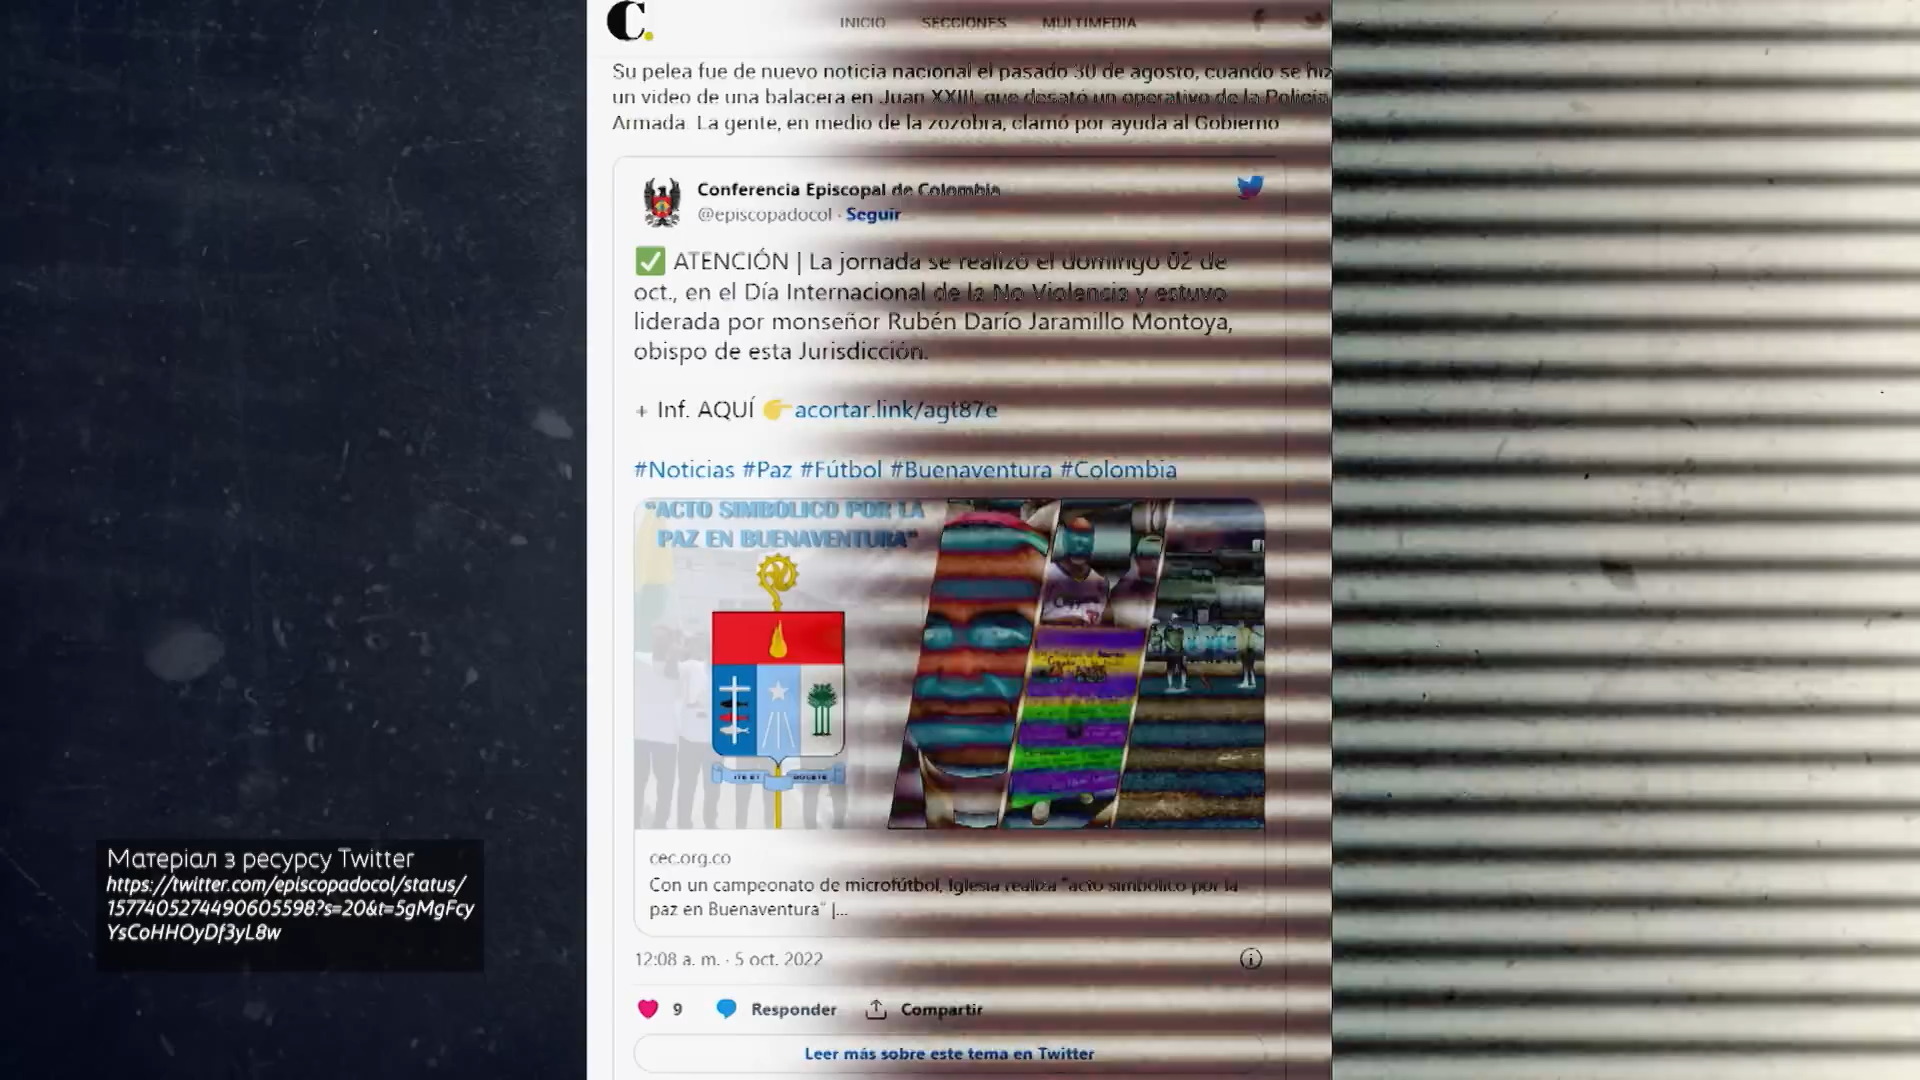 C.
INICIO SECCIONES MULTIMEDIA
Su pelea fue de nuevo noticia nacional el pasado 30 de agosto, cuando se hiz
un video de una balacera en Juan XXIII, que desató un operativo de la Policía
Armada. La gente, en medio de la zozobra, clamó por ayuda al Gobierno
Conferencia Episcopal de Colombia
@episcopadocol · Seguir
✅ ATENCIÓN | La jornada se realizó el domingo 02 de
oct., en el Día Internacional de la No Violencia y estuvo
liderada por monseñor Rubén Darío Jaramillo Montoya,
obispo de esta Jurisdicción.
+ Inf. AQUÍ 👉 acortar.link/agt87e
#Noticias #Paz #Fútbol #Buenaventura #Colombia
"ACTO SIMBÓLICO POR LA
PAZ EN BUENAVENTURA"
ITE ET DOCETE
cec.org.co
Con un campeonato de microfútbol, Iglesia realiza "acto simbólico por la
paz en Buenaventura" |...
12:08 a. m. · 5 oct. 2022
9 Responder Compartir
Leer más sobre este tema en Twitter
Матеріал з ресурсу Twitter
https://twitter.com/episcopadocol/status/
1577405274490605598?s=20&t=5gMgFcy
YsCoHHOyDf3yL8w